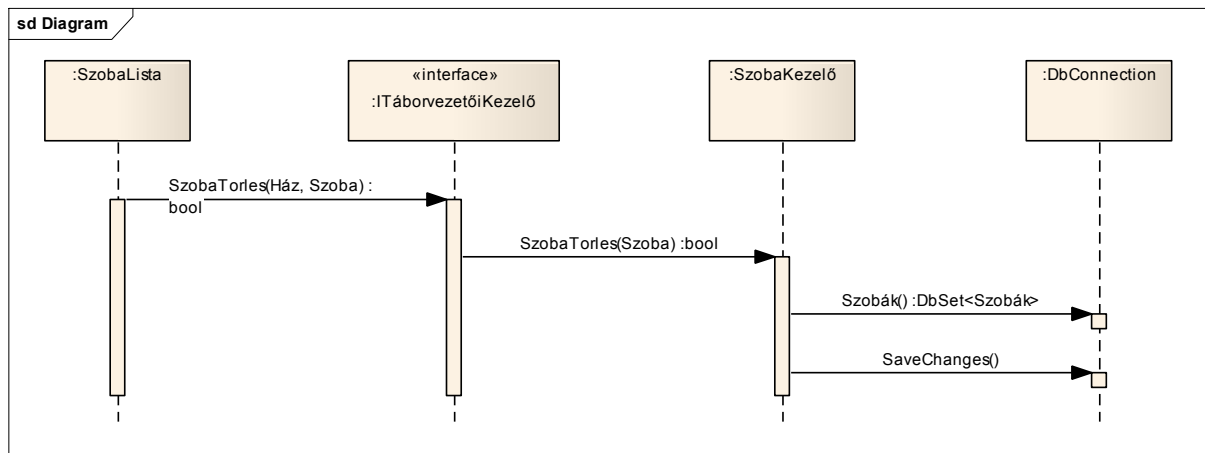 sd Diagram
:SzobaLista
«interface»
:ITáborvezetőiKezelő
:SzobaKezelő
:DbConnection
SzobaTorles(Ház, Szoba) :
bool
SzobaTorles(Szoba) :bool
Szobák() :DbSet<Szobák>
SaveChanges()